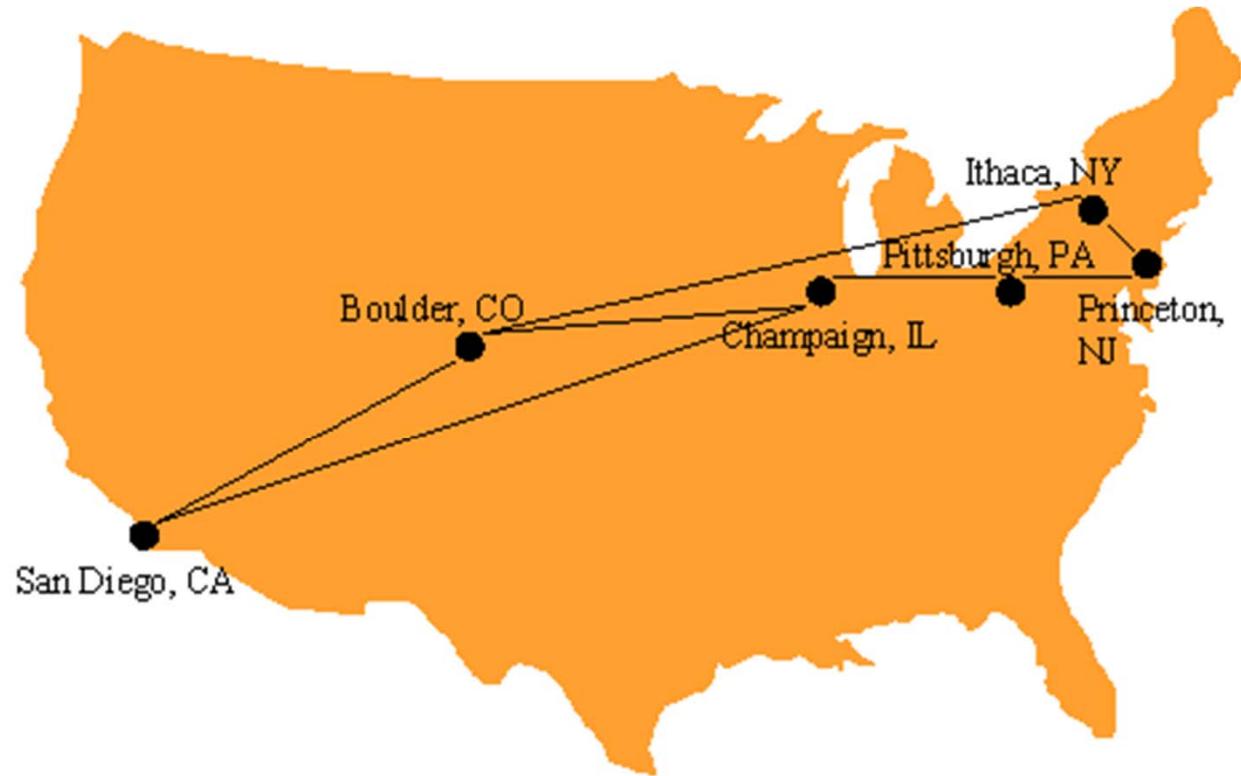 Ithaca, NY
Pittsburgh, PA
Boulder, CO
Champaign, IL
Princeton,
NJ
San Diego, CA